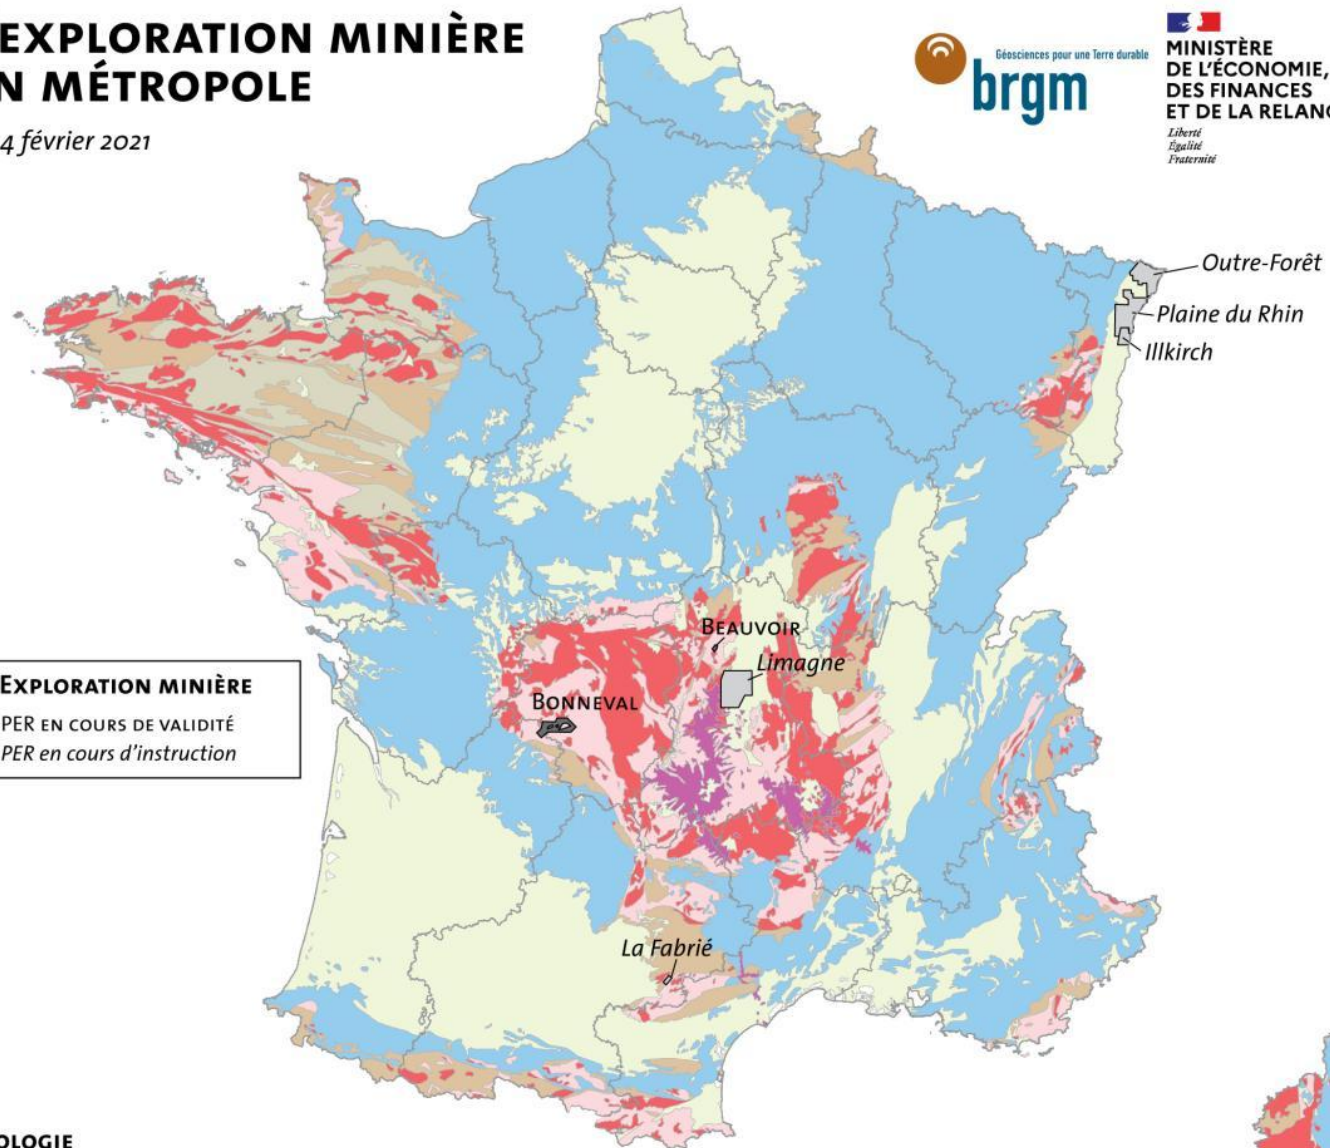 EXPLORATION MINIÈRE
N MÉTROPOLE
4 février 2021
Géosciences pour une Terre durable
brgm
MINISTÈRE
DE L'ÉCONOMIE,
DES FINANCES
ET DE LA RELANC
Liberté
Égalité
Fraternité
Outre-Forêt
Plaine du Rhin
Illkirch
BEAUVOIR
Limagne
BONNEVAL
EXPLORATION MINIÈRE
PER EN COURS DE VALIDITÉ
PER en cours d'instruction
La Fabrié
OLOGIE